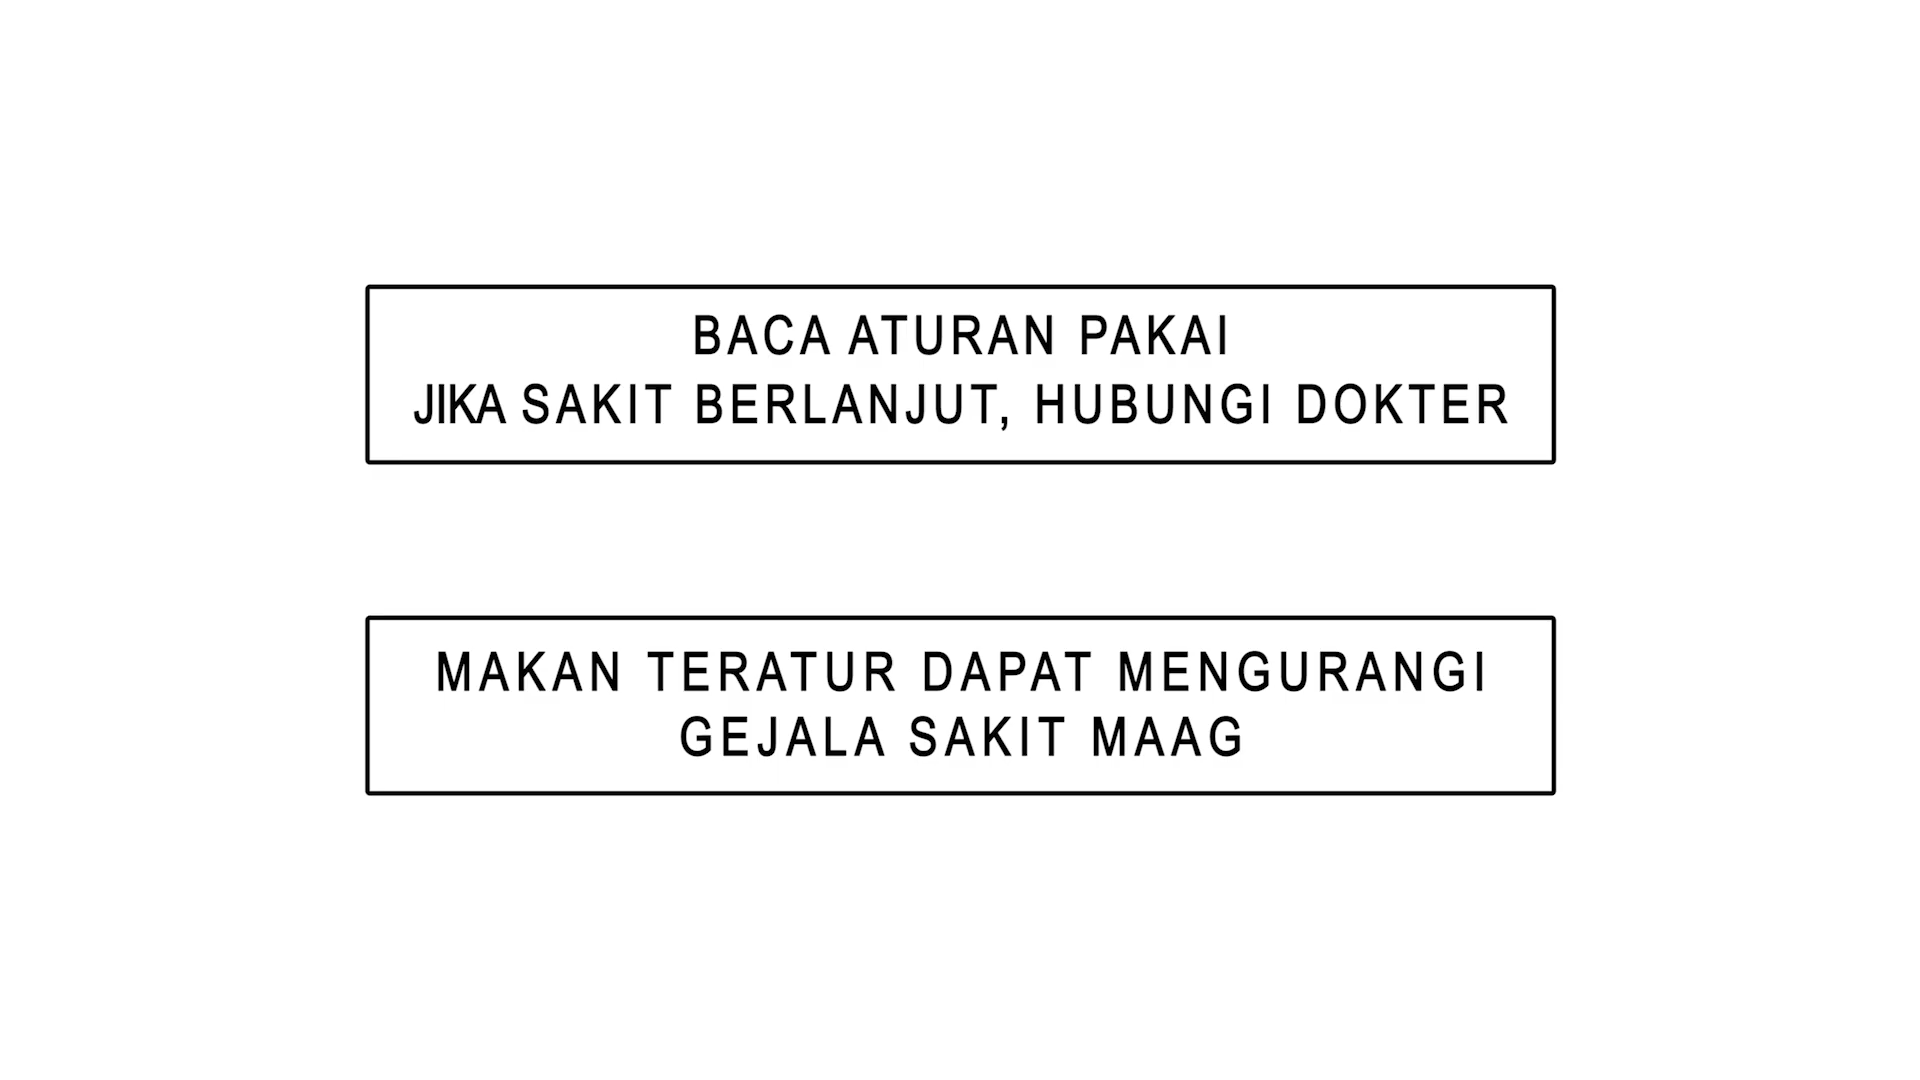 BACA ATURAN PAKAI
JIKA SAKIT BERLANJUT, HUBUNGI DOKTER
MAKAN TERATUR DAPAT MENGURANGI
GEJALA SAKIT MAAG